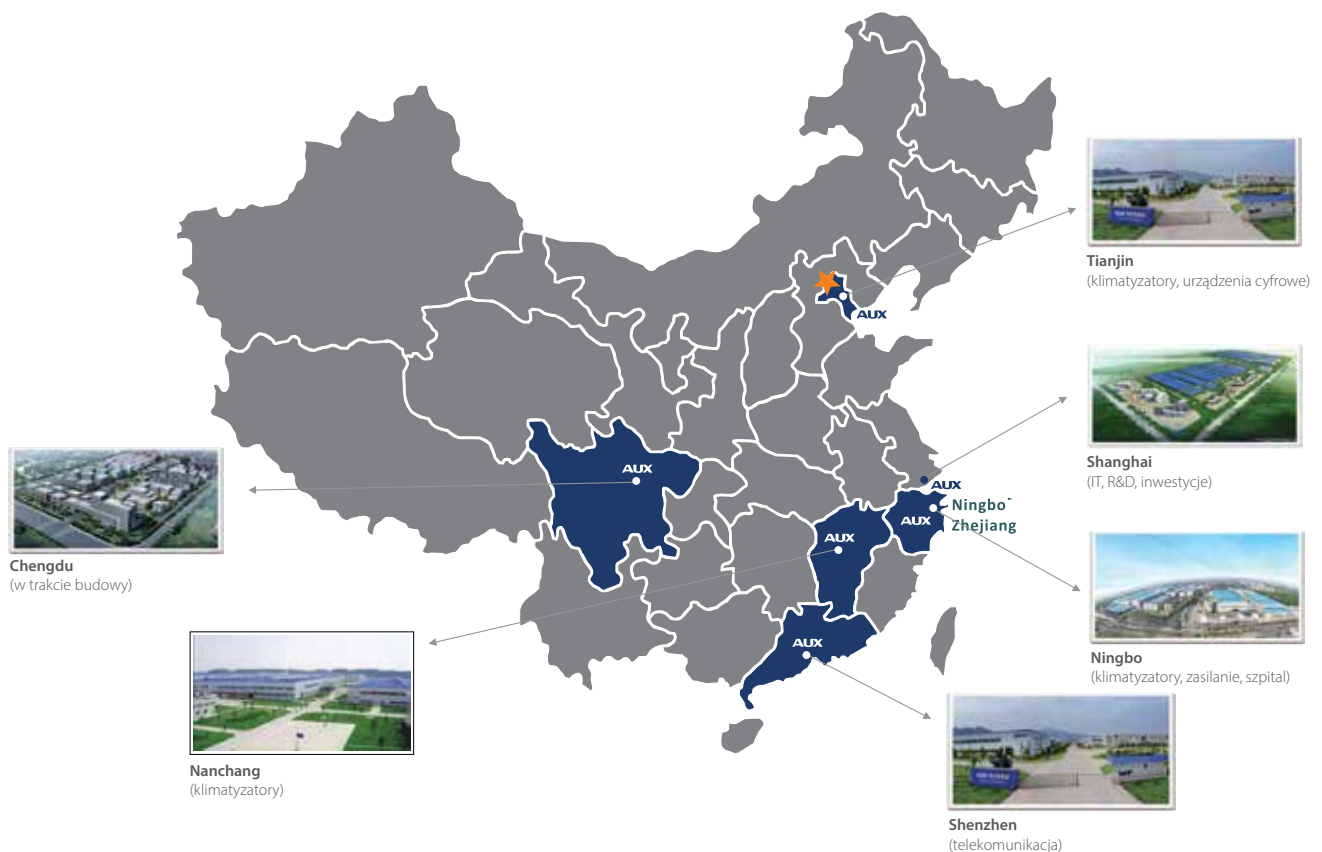 Tianjin
(klimatyzatory, urządzenia cyfrowe)
AUX
Shanghai
(IT, R&D, inwestycje)
AUX
AUX
Ningbo
Zhejiang
AUX
AUX
Chengdu
(w trakcie budowy)
Ningbo
(klimatyzatory, zasilanie, szpital)
AUX
Nanchang
(klimatyzatory)
Shenzhen
(telekomunikacja)